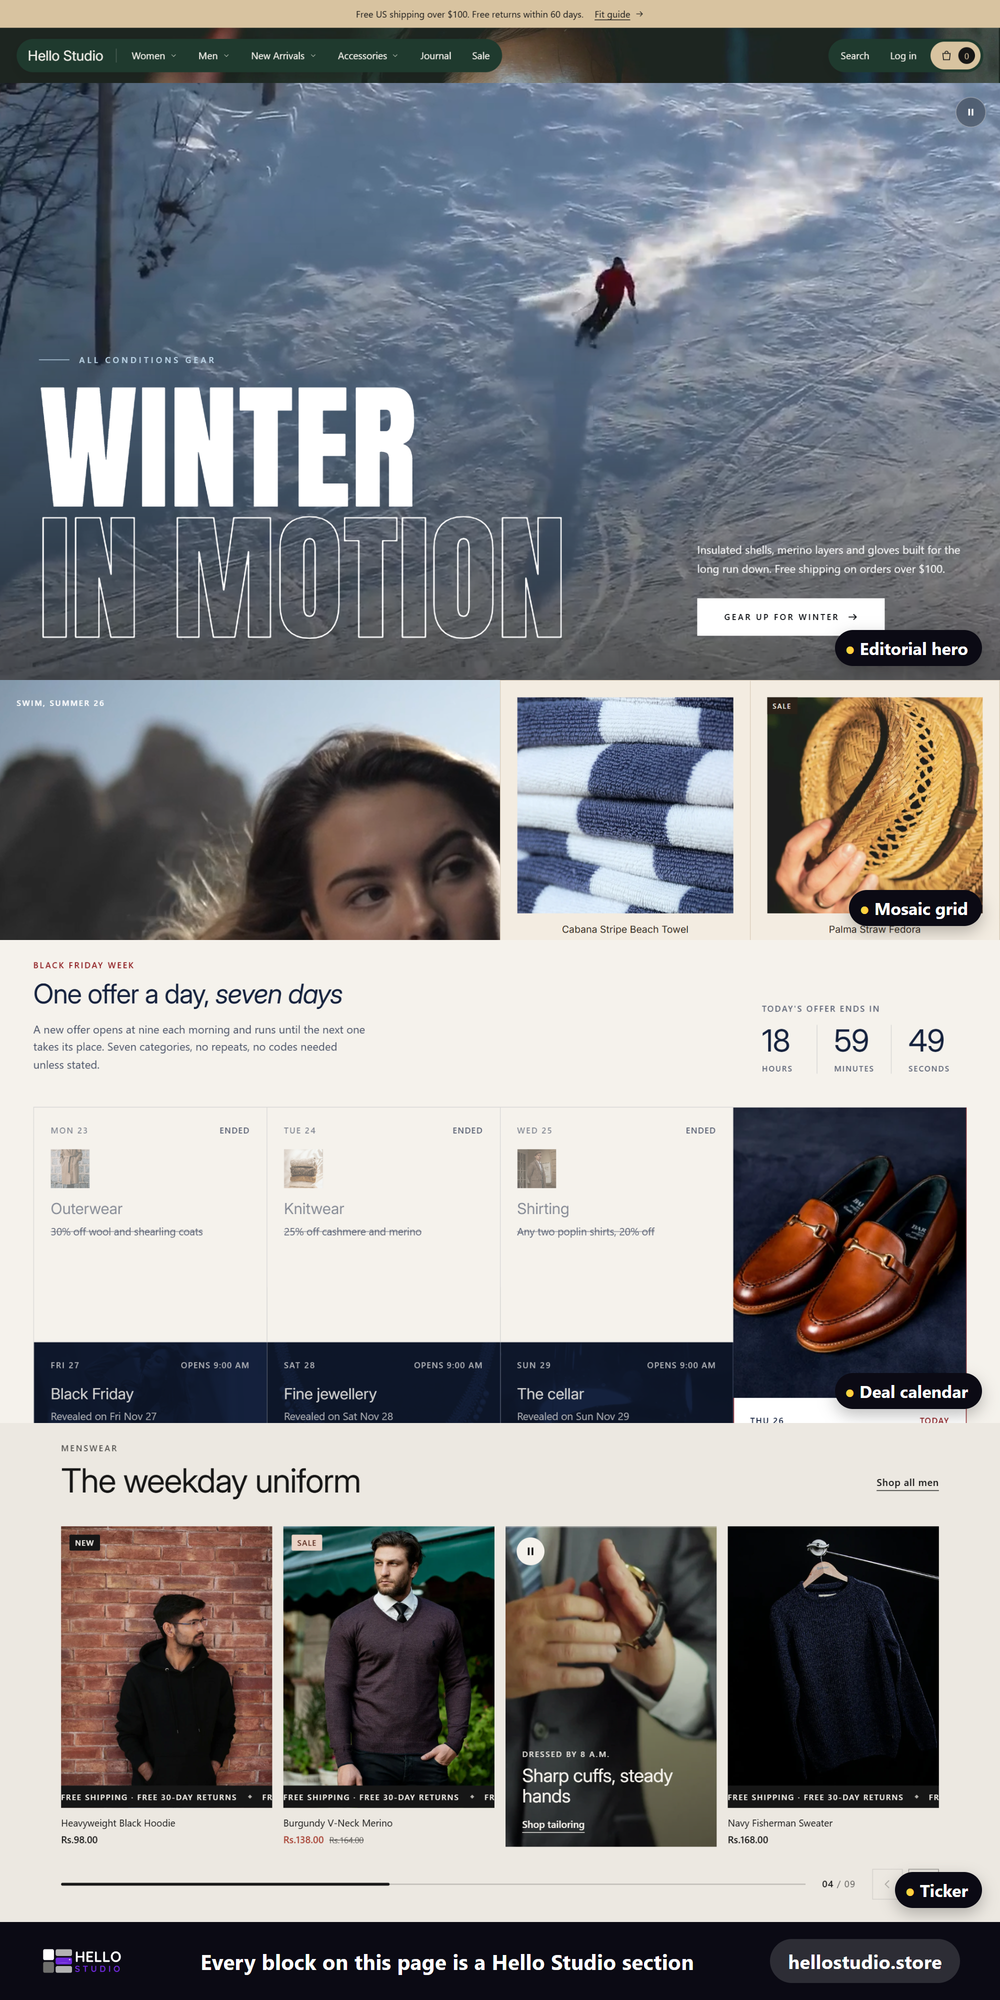 Free US shipping over $100. Free returns within 60 days. Fit guide →
Hello Studio
Women
Men
New Arrivals
Accessories
Journal
Sale
Search
Log in
0
ALL CONDITIONS GEAR
WINTER
IN MOTION
Insulated shells, merino layers and gloves built for the
long run down. Free shipping on orders over $100.
GEAR UP FOR WINTER →
Editorial hero
SWIM, SUMMER 26
SALE
Cabana Stripe Beach Towel
Palma Straw Fedora
Mosaic grid
BLACK FRIDAY WEEK
One offer a day, seven days
A new offer opens at nine each morning and runs until the next one
takes its place. Seven categories, no repeats, no codes needed
unless stated.
TODAY'S OFFER ENDS IN
18 59 49
HOURS MINUTES SECONDS
MON 23 ENDED
Outerwear
30% off wool and shearling coats
TUE 24 ENDED
Knitwear
25% off cashmere and merino
WED 25 ENDED
Shirting
Any two poplin shirts, 20% off
FRI 27 OPENS 9:00 AM
Black Friday
Revealed on Fri Nov 27
SAT 28 OPENS 9:00 AM
Fine jewellery
Revealed on Sat Nov 28
SUN 29 OPENS 9:00 AM
The cellar
Revealed on Sun Nov 29
THU 26 TODAY
Deal calendar
MENSWEAR
The weekday uniform
Shop all men
NEW
FREE SHIPPING · FREE 30-DAY RETURNS ✦ FR
Heavyweight Black Hoodie
Rs.98.00
SALE
FREE SHIPPING · FREE 30-DAY RETURNS ✦ FR
Burgundy V-Neck Merino
Rs.138.00 Rs.164.00
DRESSED BY 8 A.M.
Sharp cuffs, steady
hands
Shop tailoring
FREE SHIPPING · FREE 30-DAY RETURNS ✦ FR
Navy Fisherman Sweater
Rs.168.00
04 / 09
Ticker
HELLO
STUDIO
Every block on this page is a Hello Studio section
hellostudio.store